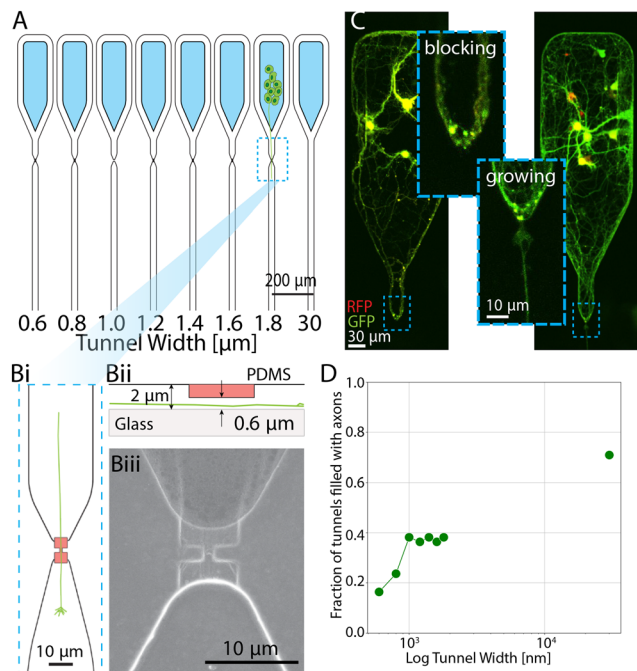 A
200 µm
0.6 0.8 1.0 1.2 1.4 1.6 1.8 30
Tunnel Width [µm]
Bi
10 µm
Bii
PDMS
2 µm
Glass
0.6 µm
Biii
10 µm
C
blocking
growing
10 µm
RFP
GFP
30 µm
D
Fraction of tunnels filled with axons
1.0
0.8
0.6
0.4
0.2
0.0
10³ 10⁴
Log Tunnel Width [nm]